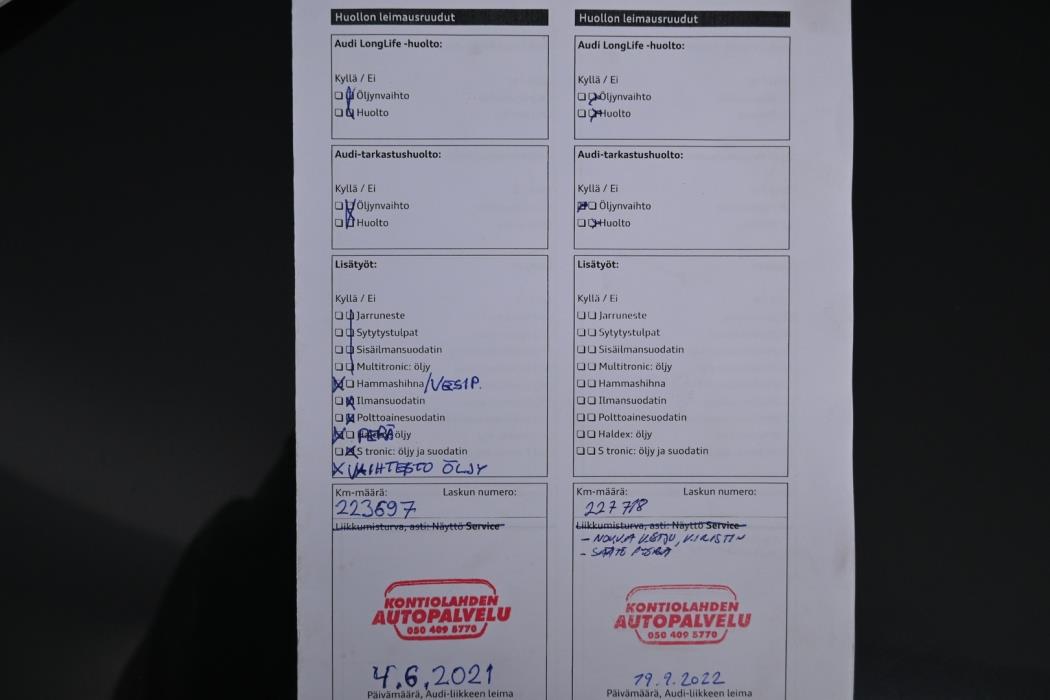 Huollon leimausruudut
Audi LongLife -huolto:
Kyllä / Ei
Öljynvaihto
Huolto
Audi-tarkastushuolto:
Kyllä / Ei
Öljynvaihto
Huolto
Lisätyöt:
Kyllä / Ei
Jarruneste
Sytytystulpat
Sisäilmansuodatin
Multitronic: öljy
Hammashihna /VESIP.
Ilmansuodatin
Polttoainesuodatin
PERÄ öljy
S tronic: öljy ja suodatin
X VAIHTEISTO ÖLJY
Km-määrä: Laskun numero:
223697
Liikkumisturva, asti: Näyttö Service
KONTIOLAHDEN
AUTOPALVELU
050 409 5770
4.6.2021
Päivämäärä, Audi-liikkeen leima
Huollon leimausruudut
Audi LongLife -huolto:
Kyllä / Ei
Öljynvaihto
Huolto
Audi-tarkastushuolto:
Kyllä / Ei
Öljynvaihto
Huolto
Lisätyöt:
Kyllä / Ei
Jarruneste
Sytytystulpat
Sisäilmansuodatin
Multitronic: öljy
Hammashihna
Ilmansuodatin
Polttoainesuodatin
Haldex: öljy
S tronic: öljy ja suodatin
Km-määrä: Laskun numero:
227718
Liikkumisturva, asti: Näyttö Service
- NOKKA KETJU, KIRISTIN
KONTIOLAHDEN
AUTOPALVELU
050 409 5770
19.9.2022
Päivämäärä, Audi-liikkeen leima